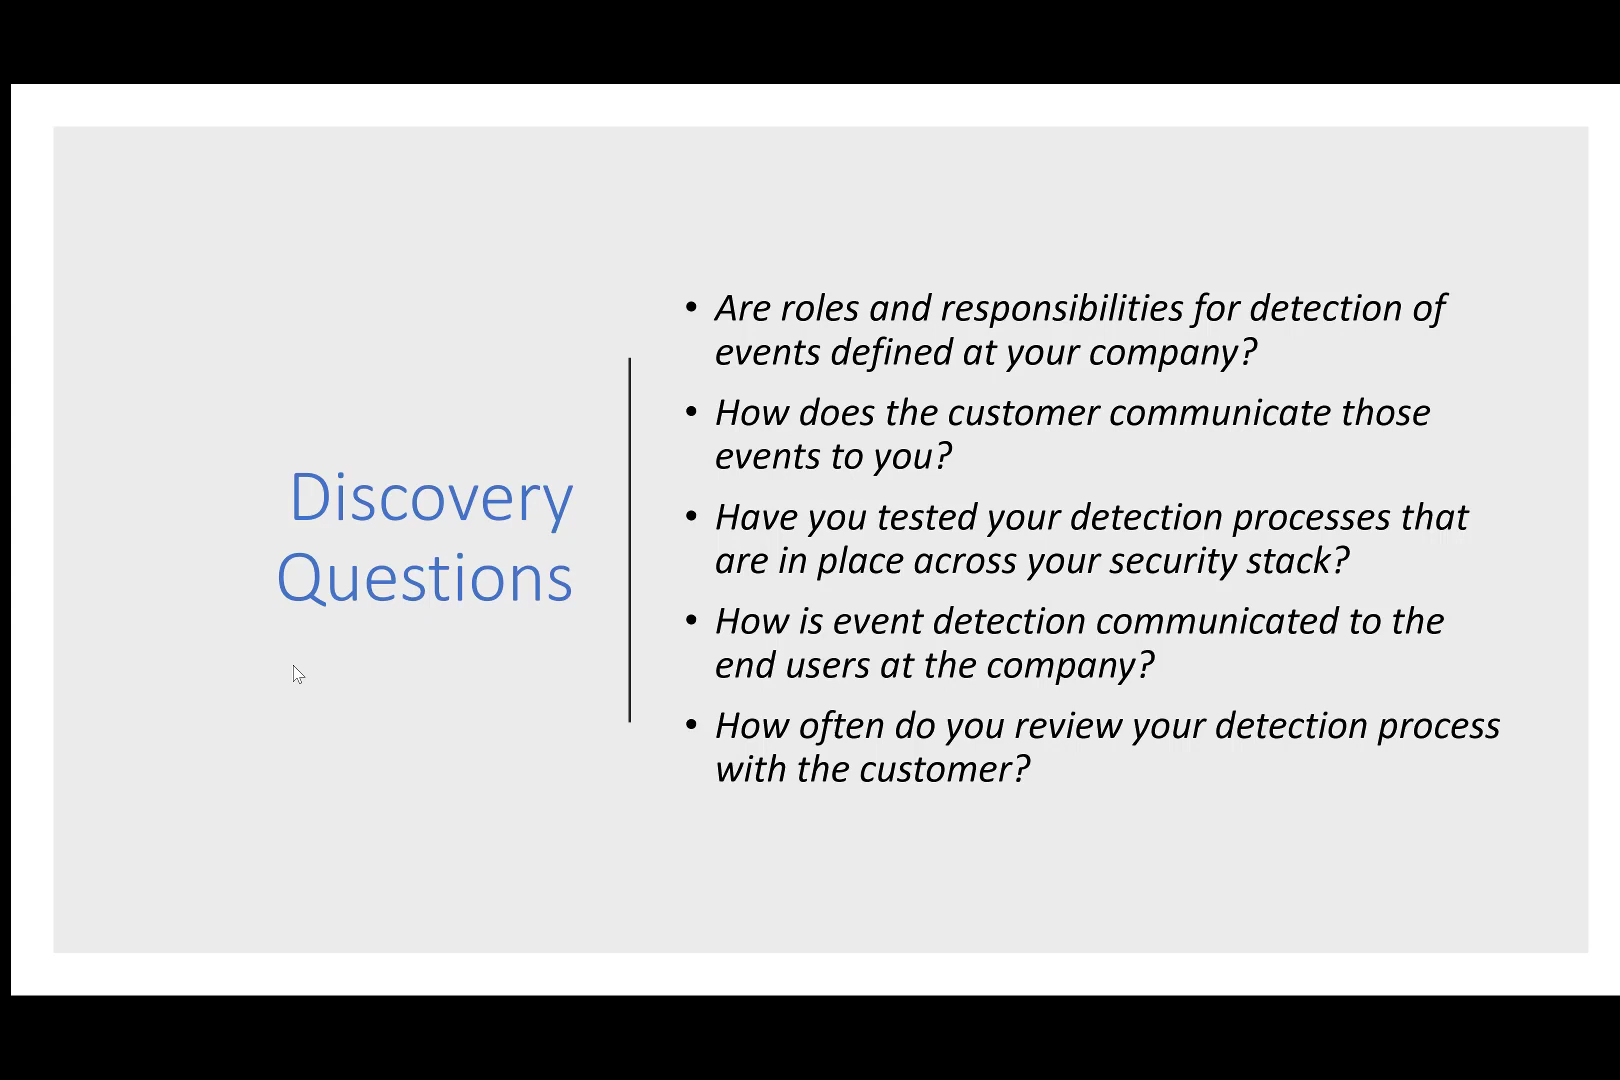 Discovery
Questions
• Are roles and responsibilities for detection of
events defined at your company?
• How does the customer communicate those
events to you?
• Have you tested your detection processes that
are in place across your security stack?
• How is event detection communicated to the
end users at the company?
• How often do you review your detection process
with the customer?